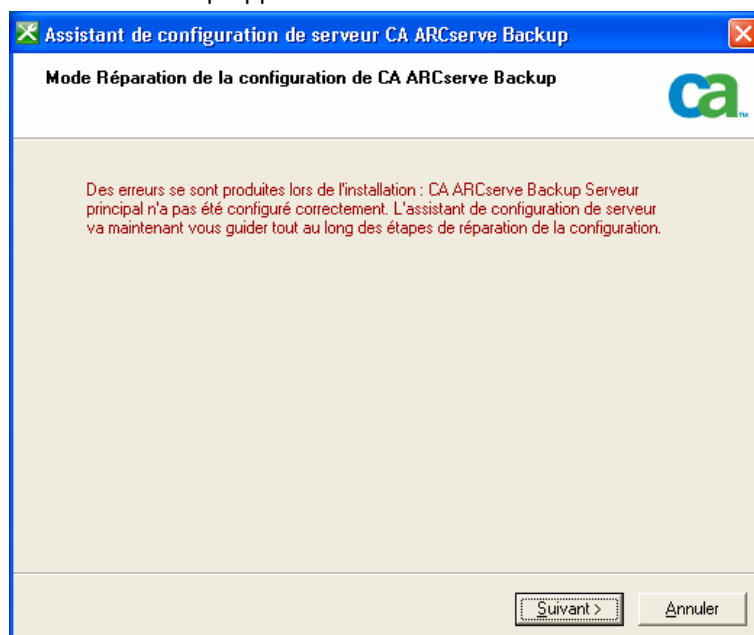 Assistant de configuration de serveur CA ARCserve Backup
Mode Réparation de la configuration de CA ARCserve Backup
ca™
Des erreurs se sont produites lors de l'installation : CA ARCserve Backup Serveur
principal n'a pas été configuré correctement. L'assistant de configuration de serveur
va maintenant vous guider tout au long des étapes de réparation de la configuration.
Suivant >
Annuler